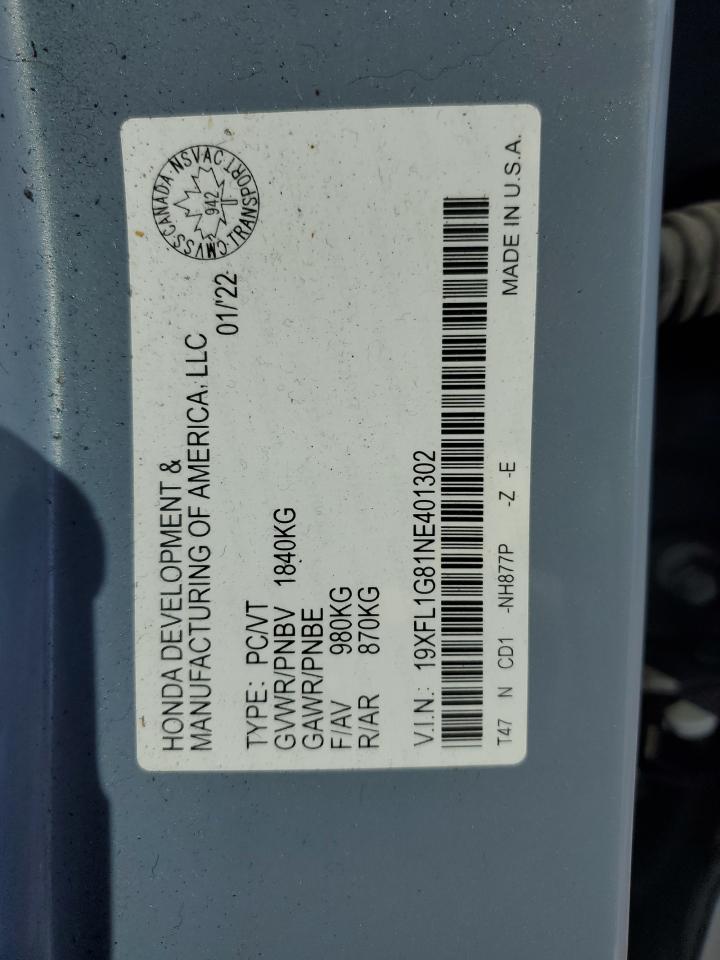 HONDA DEVELOPMENT &
MANUFACTURING OF AMERICA, LLC
01/'22
CANADA NSVAC TRANSPORT CMVSS
942
TYPE: PC/VT
GVWR/PNBV 1840KG
GAWR/PNBE
F/AV 980KG
R/AR 870KG
V.I.N.: 19XFL1G81NE401302
T47 N CD1 -NH877P -Z -E
MADE IN U.S.A.